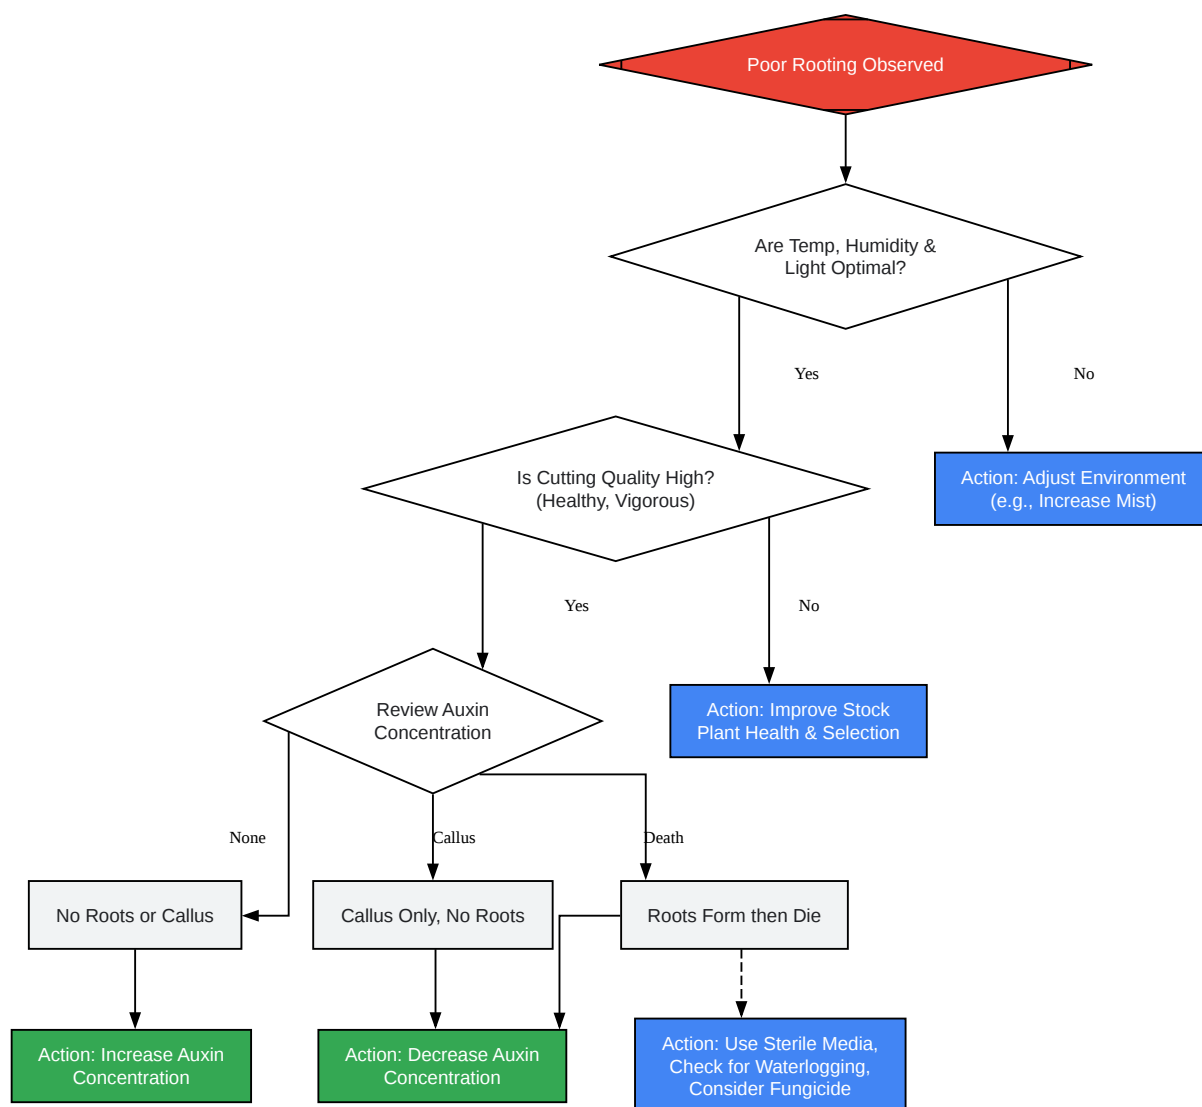 Poor Rooting Observed
Are Temp, Humidity &
Light Optimal?
Yes
No
Is Cutting Quality High?
(Healthy, Vigorous)
Action: Adjust Environment
(e.g., Increase Mist)
Yes
No
Review Auxin
Concentration
Action: Improve Stock
Plant Health & Selection
None
Callus
Death
No Roots or Callus
Callus Only, No Roots
Roots Form then Die
Action: Increase Auxin
Concentration
Action: Decrease Auxin
Concentration
Action: Use Sterile Media,
Check for Waterlogging,
Consider Fungicide